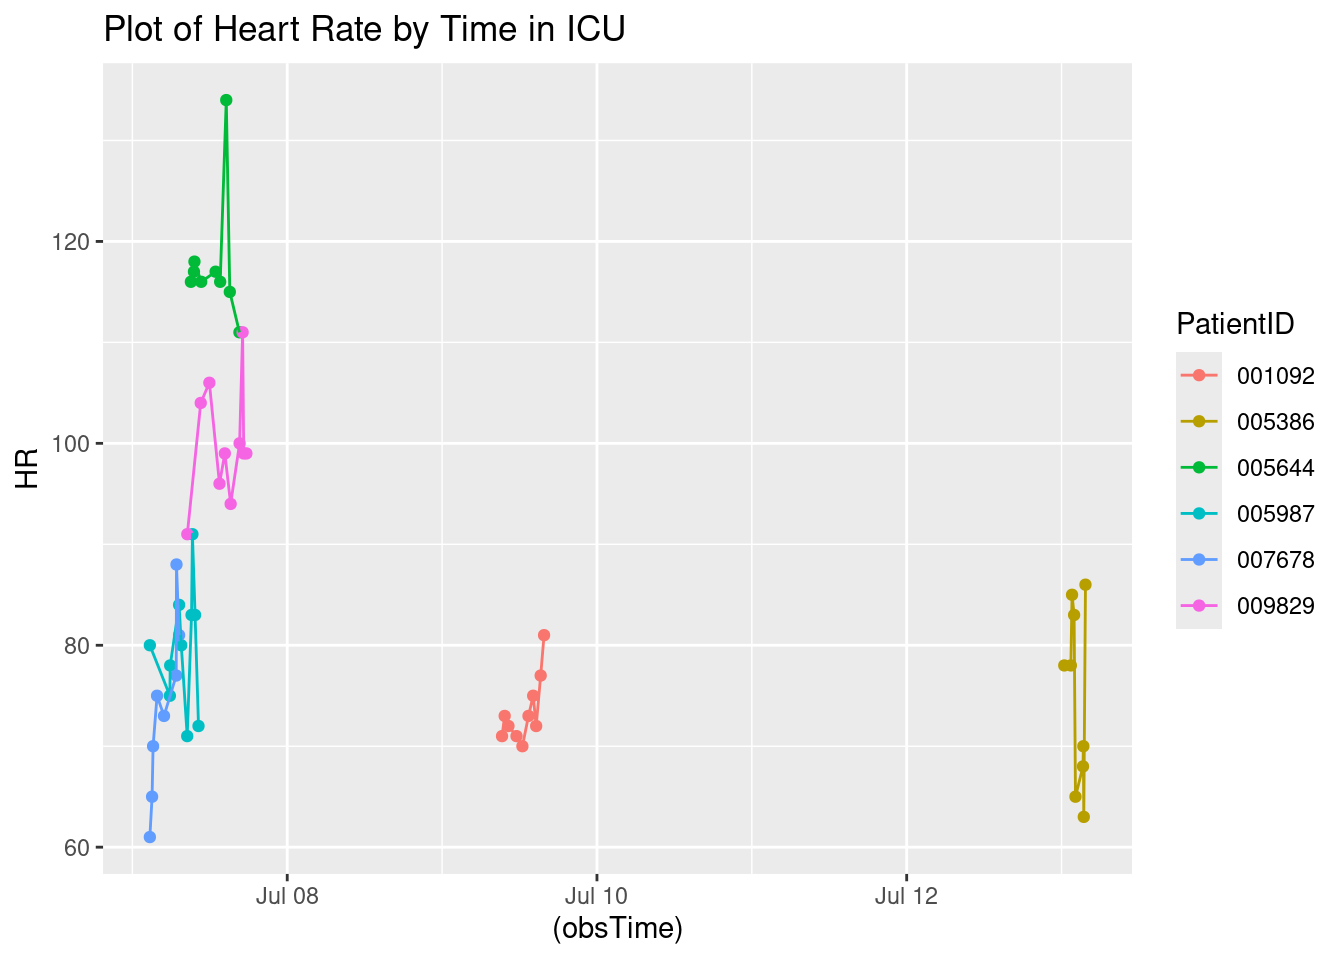 Plot of Heart Rate by Time in ICU
120
100
80
60
HR
Jul 08
Jul 10
Jul 12
(obsTime)
PatientID
001092
005386
005644
005987
007678
009829